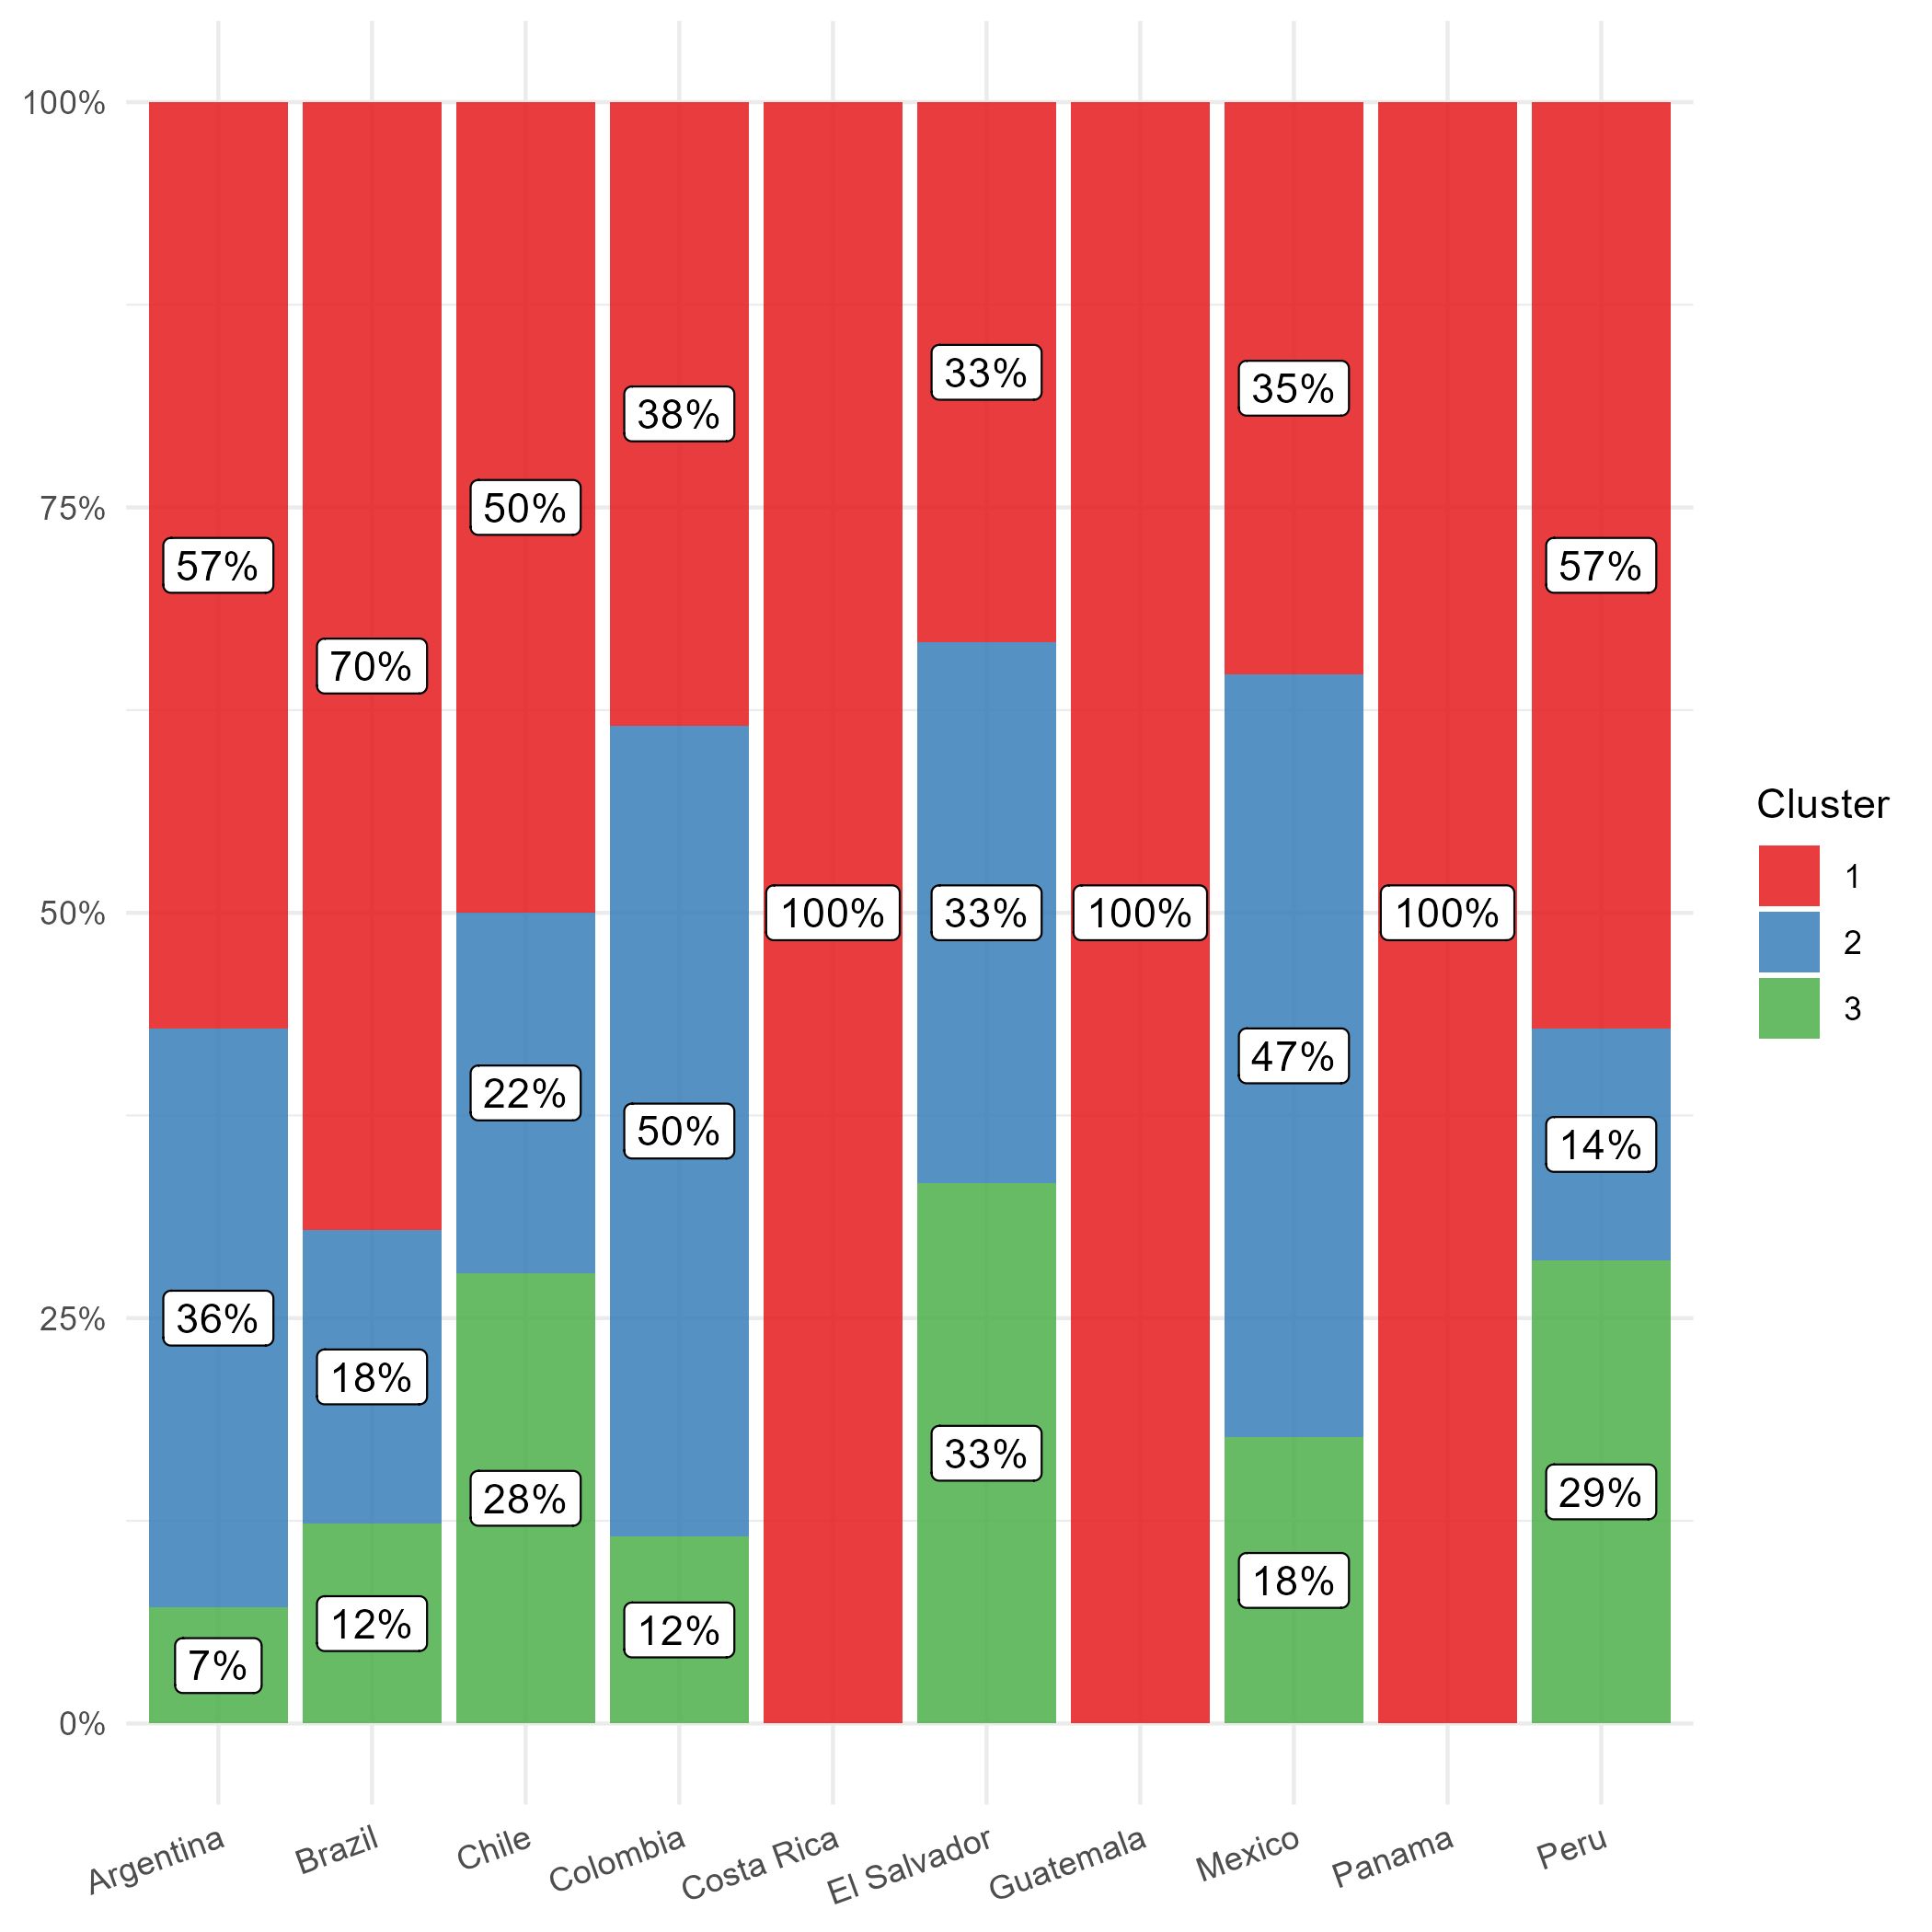 100%
75%
50%
25%
0%
57%
36%
7%
70%
18%
12%
50%
22%
28%
38%
50%
12%
100%
33%
33%
33%
100%
35%
47%
18%
100%
57%
14%
29%
Argentina
Brazil
Chile
Colombia
Costa Rica
El Salvador
Guatemala
Mexico
Panama
Peru
Cluster
1
2
3